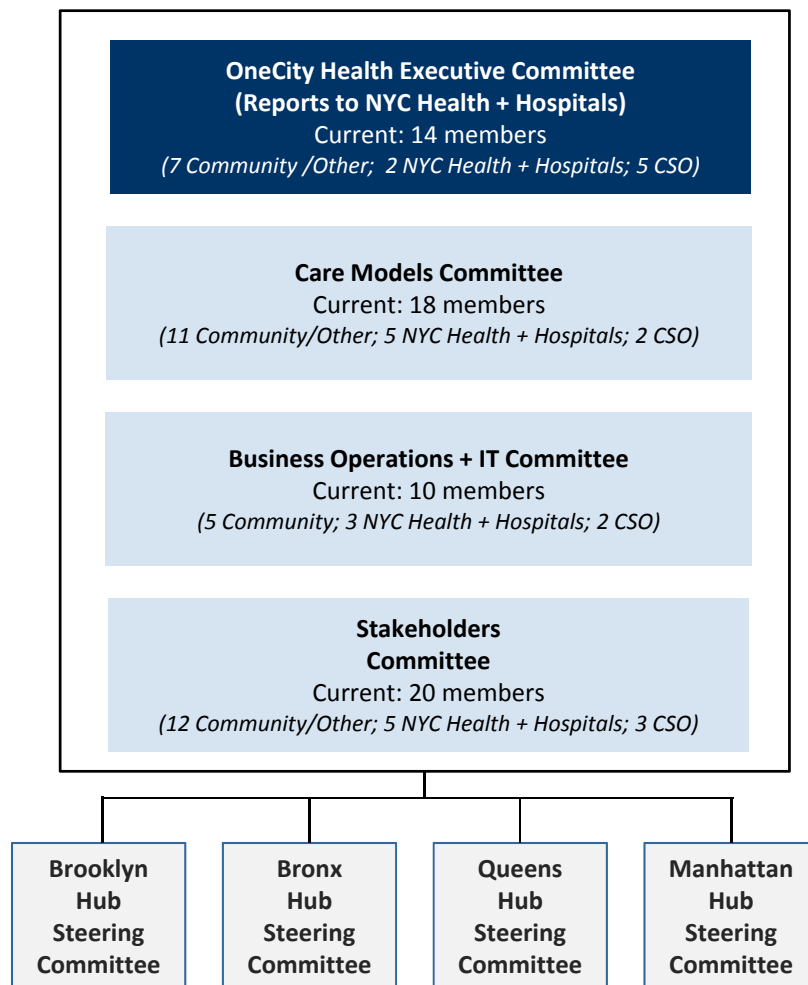 OneCity Health Executive Committee
(Reports to NYC Health + Hospitals)
Current: 14 members
(7 Community /Other;  2 NYC Health + Hospitals; 5 CSO)
Care Models Committee
Current: 18 members
(11 Community/Other; 5 NYC Health + Hospitals; 2 CSO)
Business Operations + IT Committee
Current: 10 members
(5 Community; 3 NYC Health + Hospitals; 2 CSO)
Stakeholders
Committee
Current: 20 members
(12 Community/Other; 5 NYC Health + Hospitals; 3 CSO)
Brooklyn
Hub
Steering
Committee
Bronx
Hub
Steering
Committee
Queens
Hub
Steering
Committee
Manhattan
Hub
Steering
Committee